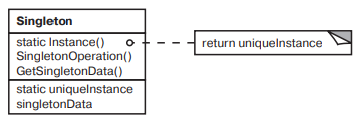 Singleton
static Instance()
SingletonOperation()
GetSingletonData()
static uniqueInstance
singletonData
return uniqueInstance